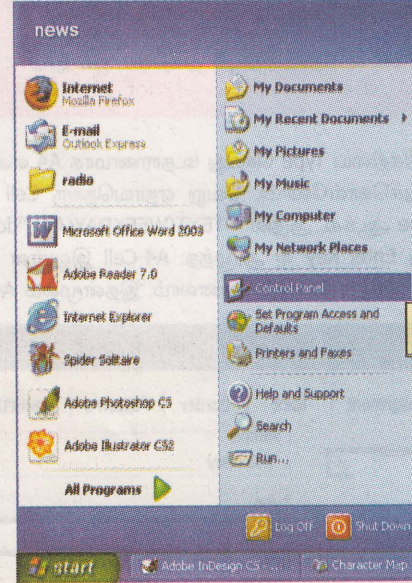 news
Internet
Mozilla Firefox
E-mail
Outlook Express
radio
Microsoft Office Word 2003
Adobe Reader 7.0
Internet Explorer
Spider Solitaire
Adobe Photoshop CS
Adobe Illustrator CS2
All Programs
My Documents
My Recent Documents
My Pictures
My Music
My Computer
My Network Places
Control Panel
Set Program Access and
Defaults
Printers and Faxes
Help and Support
Search
Run...
Log Off
Shut Down
start
Adobe InDesign CS - ...
Character Map